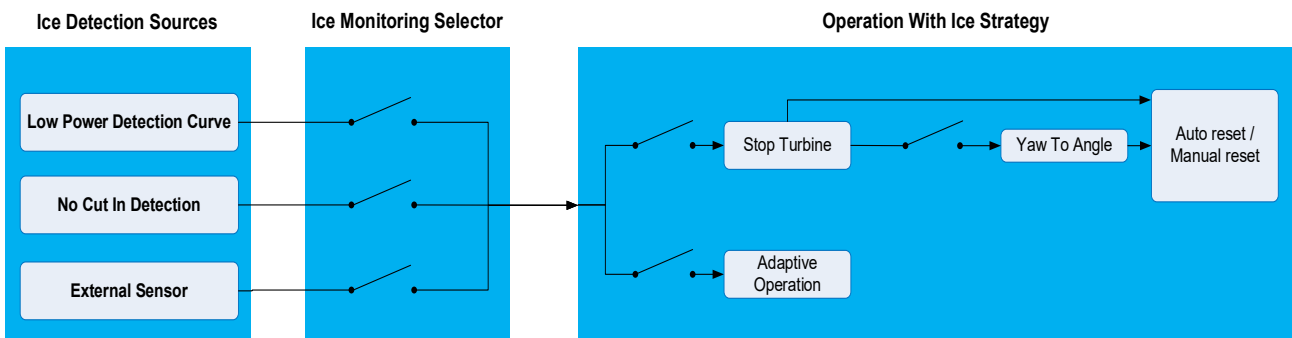 Ice Detection Sources
Ice Monitoring Selector
Operation With Ice Strategy
Low Power Detection Curve
No Cut In Detection
External Sensor
Stop Turbine
Yaw To Angle
Auto reset /
Manual reset
Adaptive
Operation